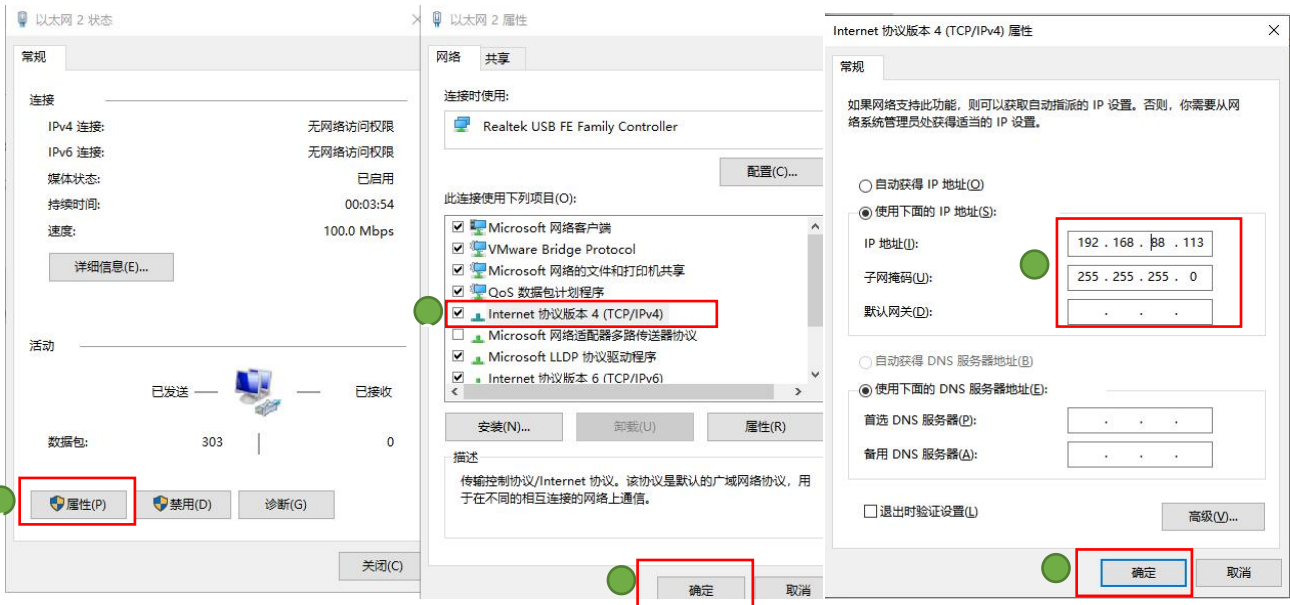 以太网 2 状态
常规
连接
IPv4 连接: 无网络访问权限
IPv6 连接: 无网络访问权限
媒体状态: 已启用
持续时间: 00:03:54
速度: 100.0 Mbps
详细信息(E)...
活动
已发送 — — 已接收
数据包: 303 0
属性(P) 禁用(D) 诊断(G)
关闭(C)
以太网 2 属性
网络 共享
连接时使用:
Realtek USB FE Family Controller
配置(C)...
此连接使用下列项目(O):
Microsoft 网络客户端
VMware Bridge Protocol
Microsoft 网络的文件和打印机共享
QoS 数据包计划程序
Internet 协议版本 4 (TCP/IPv4)
Microsoft 网络适配器多路传送器协议
Microsoft LLDP 协议驱动程序
Internet 协议版本 6 (TCP/IPv6)
安装(N)... 卸载(U) 属性(R)
描述
传输控制协议/Internet 协议。该协议是默认的广域网络协议，用
于在不同的相互连接的网络上通信。
确定 取消
Internet 协议版本 4 (TCP/IPv4) 属性
常规
如果网络支持此功能，则可以获取自动指派的 IP 设置。否则，你需要从网
络系统管理员处获得适当的 IP 设置。
自动获得 IP 地址(O)
使用下面的 IP 地址(S):
IP 地址(I): 192 . 168 . 88 . 113
子网掩码(U): 255 . 255 . 255 . 0
默认网关(D): . . .
自动获得 DNS 服务器地址(B)
使用下面的 DNS 服务器地址(E):
首选 DNS 服务器(P): . . .
备用 DNS 服务器(A): . . .
退出时验证设置(L)
高级(V)...
确定 取消